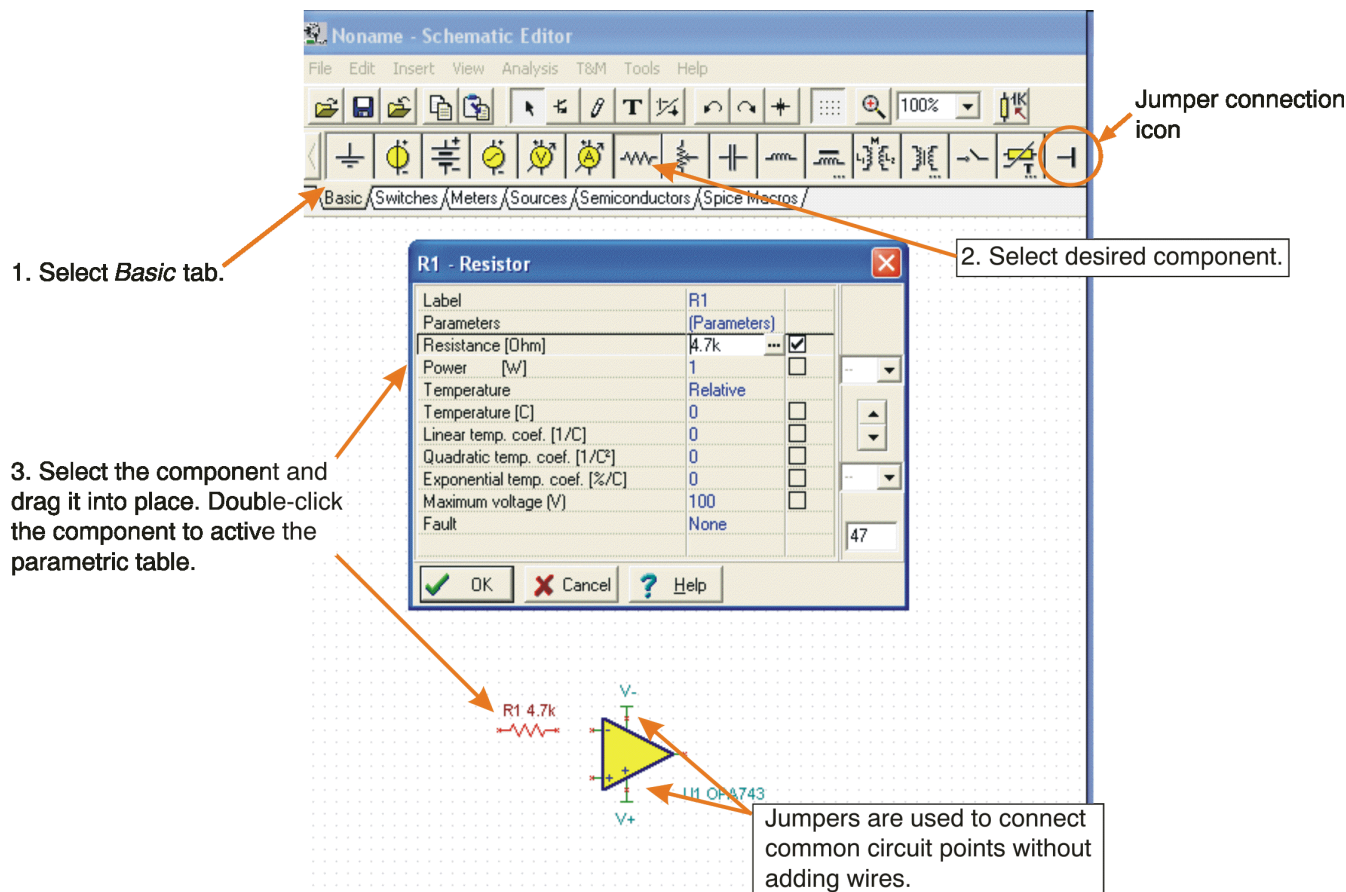 Noname - Schematic Editor
File Edit Insert View Analysis T&M Tools Help
T 100% 1K
Jumper connection
icon
V A M L1 L2 T
Basic Switches Meters Sources Semiconductors Spice Macros
1. Select Basic tab.
2. Select desired component.
R1 - Resistor
Label R1
Parameters (Parameters)
Resistance [Ohm] 4.7k ...
Power [W] 1
Temperature Relative
Temperature [C] 0
Linear temp. coef. [1/C] 0
Quadratic temp. coef. [1/C²] 0
Exponential temp. coef. [%/C] 0
Maximum voltage (V) 100
Fault None
47
OK Cancel ? Help
3. Select the component and
drag it into place. Double-click
the component to active the
parametric table.
R1 4.7k
V-
-
+ +
U1 OPA743
V+
Jumpers are used to connect
common circuit points without
adding wires.